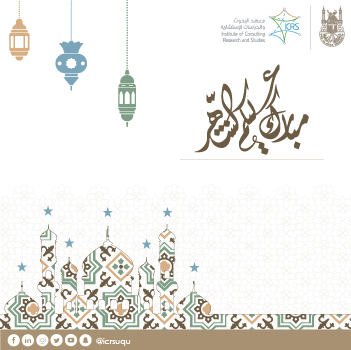 معهد البحوث
والدراسات الاستشارية
Institute of Consulting
Research and Studies
ICRS
مبارك عليكم الشهر
@icrsuqu